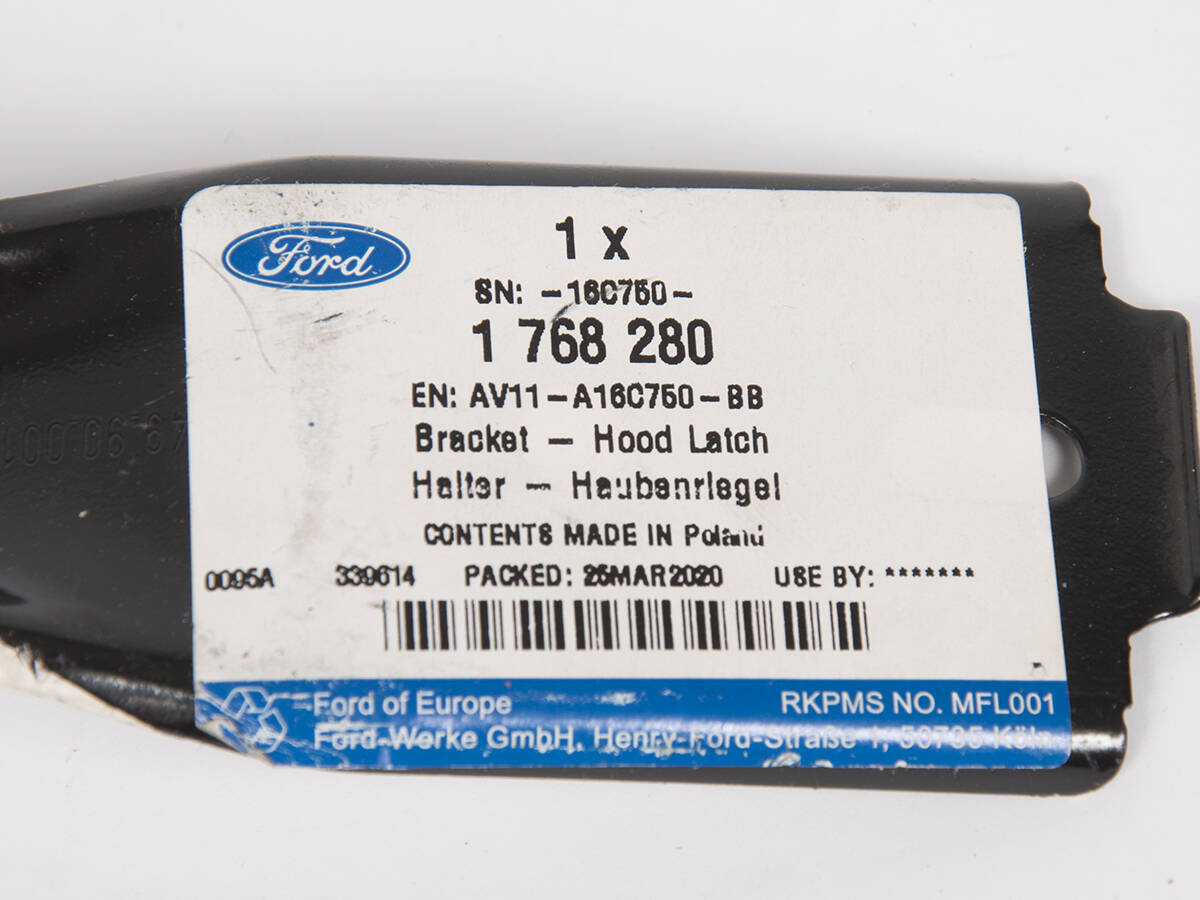 Ford
1 x
SN: -16C750-
1 768 280
EN: AV11-A16C750-BB
Bracket - Hood Latch
Halter - Haubenriegel
CONTENTS MADE IN Poland
0095A 339614 PACKED: 25MAR2020 USE BY: *******
Ford of Europe RKPMS NO. MFL001
Ford-Werke GmbH, Henry-Ford-Straße 1, 50735 Köln